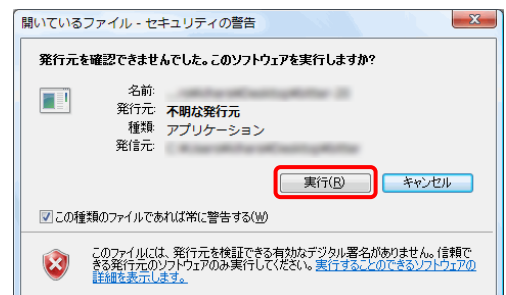 開いているファイル - セキュリティの警告
発行元を確認できませんでした。このソフトウェアを実行しますか?
名前:
発行元: 不明な発行元
種類: アプリケーション
発信元:
実行(R)
キャンセル
この種類のファイルであれば常に警告する(W)
このファイルには、発行元を検証できる有効なデジタル署名がありません。信頼で
きる発行元のソフトウェアのみ実行してください。実行することのできるソフトウェアの
詳細を表示します。